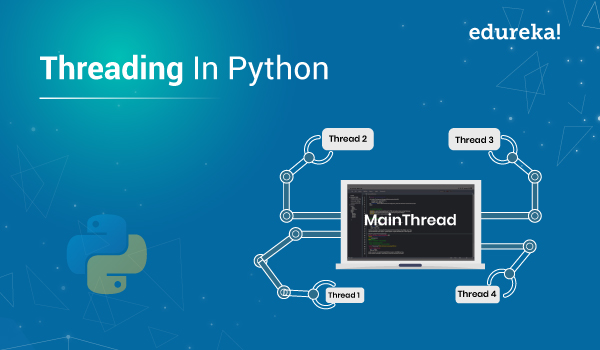 edureka!
Threading In Python
Thread 2
Thread 3
MainThread
Thread 1
Thread 4